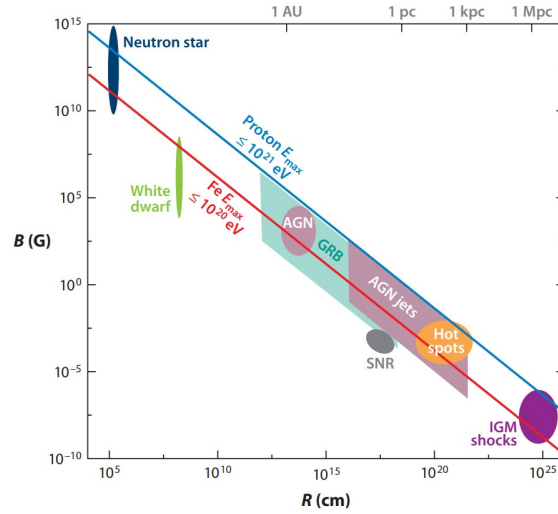 1 AU
1 pc
1 kpc
1 Mpc
10¹⁵
10¹⁰
10⁵
10⁰
10⁻⁵
10⁻¹⁰
B (G)
Neutron star
White
dwarf
Proton E_max
≤ 10²¹ eV
Fe E_max
≤ 10²⁰ eV
AGN
GRB
AGN jets
Hot
spots
SNR
IGM
shocks
10⁵
10¹⁰
10¹⁵
10²⁰
10²⁵
R (cm)